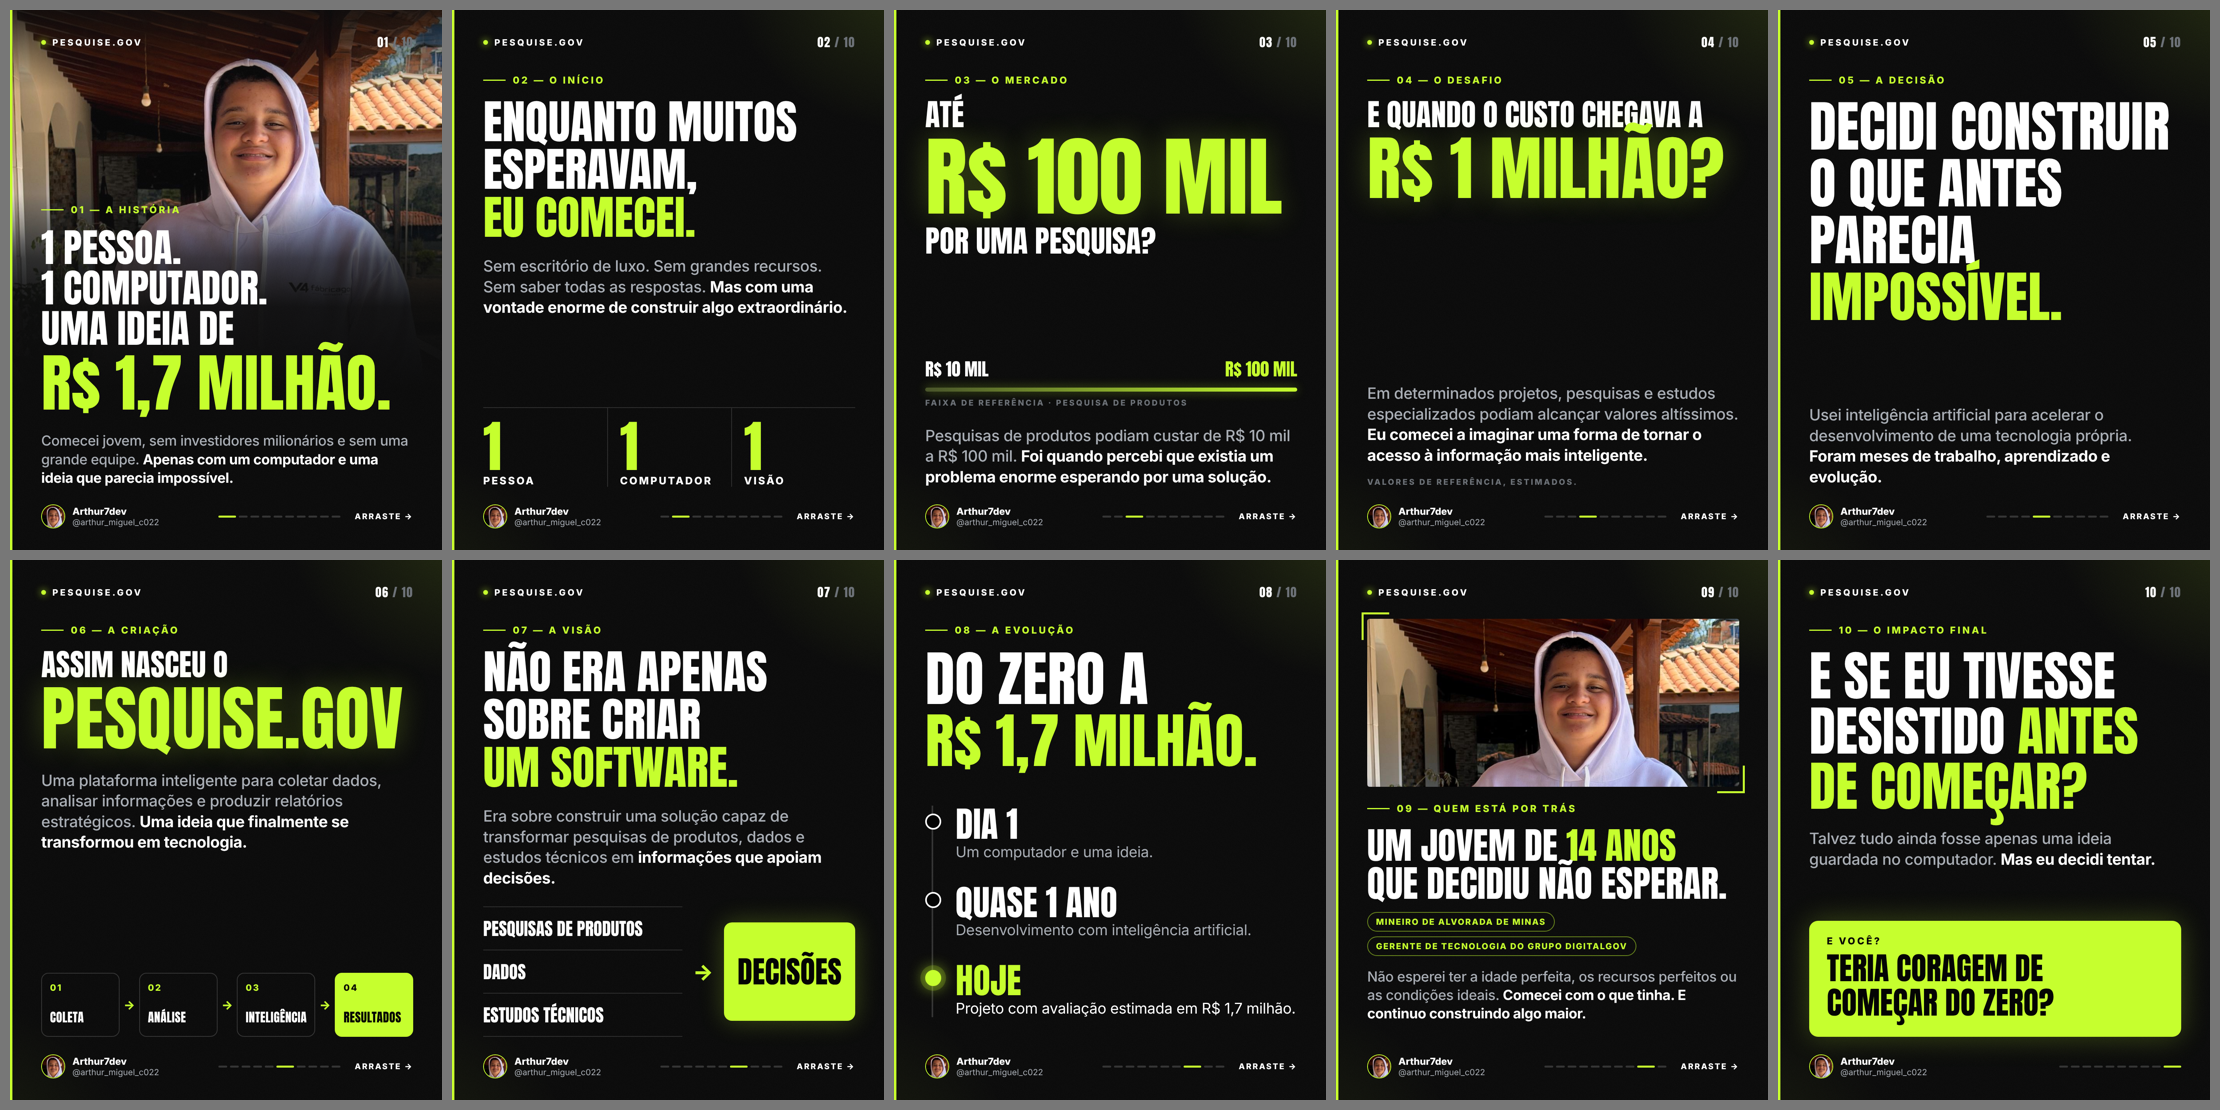 PESQUISE.GOV
01 / 10
01 — A HISTÓRIA
1 PESSOA.
1 COMPUTADOR.
UMA IDEIA DE
R$ 1,7 MILHÃO.
Comecei jovem, sem investidores milionários e sem uma
grande equipe. Apenas com um computador e uma
ideia que parecia impossível.
Arthur7dev
@arthur_miguel_c022
ARRASTE →
PESQUISE.GOV
02 / 10
02 — O INÍCIO
ENQUANTO MUITOS
ESPERAVAM,
EU COMECEI.
Sem escritório de luxo. Sem grandes recursos.
Sem saber todas as respostas. Mas com uma
vontade enorme de construir algo extraordinário.
1 PESSOA
1 COMPUTADOR
1 VISÃO
Arthur7dev
@arthur_miguel_c022
ARRASTE →
PESQUISE.GOV
03 / 10
03 — O MERCADO
ATÉ
R$ 100 MIL
POR UMA PESQUISA?
R$ 10 MIL
R$ 100 MIL
FAIXA DE REFERÊNCIA · PESQUISA DE PRODUTOS
Pesquisas de produtos podiam custar de R$ 10 mil
a R$ 100 mil. Foi quando percebi que existia um
problema enorme esperando por uma solução.
Arthur7dev
@arthur_miguel_c022
ARRASTE →
PESQUISE.GOV
04 / 10
04 — O DESAFIO
E QUANDO O CUSTO CHEGAVA A
R$ 1 MILHÃO?
Em determinados projetos, pesquisas e estudos
especializados podiam alcançar valores altíssimos.
Eu comecei a imaginar uma forma de tornar o
acesso à informação mais inteligente.
VALORES DE REFERÊNCIA, ESTIMADOS.
Arthur7dev
@arthur_miguel_c022
ARRASTE →
PESQUISE.GOV
05 / 10
05 — A DECISÃO
DECIDI CONSTRUIR
O QUE ANTES
PARECIA
IMPOSSÍVEL.
Usei inteligência artificial para acelerar o
desenvolvimento de uma tecnologia própria.
Foram meses de trabalho, aprendizado e
evolução.
Arthur7dev
@arthur_miguel_c022
ARRASTE →
PESQUISE.GOV
06 / 10
06 — A CRIAÇÃO
ASSIM NASCEU O
PESQUISE.GOV
Uma plataforma inteligente para coletar dados,
analisar informações e produzir relatórios
estratégicos. Uma ideia que finalmente se
transformou em tecnologia.
01 COLETA →
02 ANÁLISE →
03 INTELIGÊNCIA →
04 RESULTADOS
Arthur7dev
@arthur_miguel_c022
ARRASTE →
PESQUISE.GOV
07 / 10
07 — A VISÃO
NÃO ERA APENAS
SOBRE CRIAR
UM SOFTWARE.
Era sobre construir uma solução capaz de
transformar pesquisas de produtos, dados e
estudos técnicos em informações que apoiam
decisões.
PESQUISAS DE PRODUTOS
DADOS
ESTUDOS TÉCNICOS
→
DECISÕES
Arthur7dev
@arthur_miguel_c022
ARRASTE →
PESQUISE.GOV
08 / 10
08 — A EVOLUÇÃO
DO ZERO A
R$ 1,7 MILHÃO.
DIA 1
Um computador e uma ideia.
QUASE 1 ANO
Desenvolvimento com inteligência artificial.
HOJE
Projeto com avaliação estimada em R$ 1,7 milhão.
Arthur7dev
@arthur_miguel_c022
ARRASTE →
PESQUISE.GOV
09 / 10
09 — QUEM ESTÁ POR TRÁS
UM JOVEM DE 14 ANOS
QUE DECIDIU NÃO ESPERAR.
MINEIRO DE ALVORADA DE MINAS
GERENTE DE TECNOLOGIA DO GRUPO DIGITALGOV
Não esperei ter a idade perfeita, os recursos perfeitos ou
as condições ideais. Comecei com o que tinha. E
continuo construindo algo maior.
Arthur7dev
@arthur_miguel_c022
ARRASTE →
PESQUISE.GOV
10 / 10
10 — O IMPACTO FINAL
E SE EU TIVESSE
DESISTIDO ANTES
DE COMEÇAR?
Talvez tudo ainda fosse apenas uma ideia
guardada no computador. Mas eu decidi tentar.
E VOCÊ?
TERIA CORAGEM DE
COMEÇAR DO ZERO?
Arthur7dev
@arthur_miguel_c022